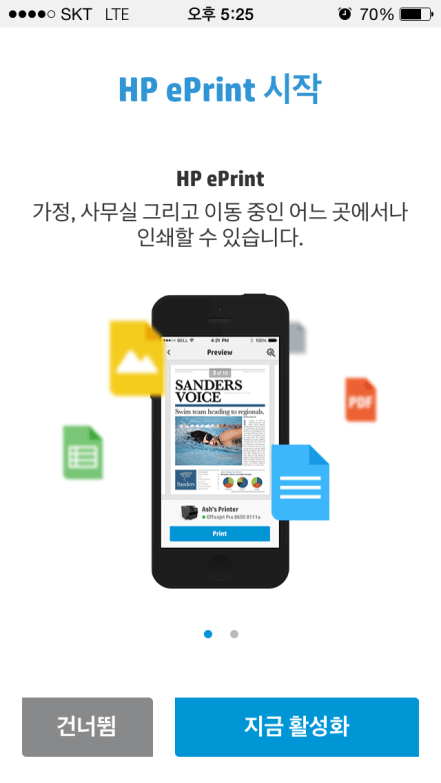 SKT LTE 오후 5:25 70%
HP ePrint 시작
HP ePrint
가정, 사무실 그리고 이동 중인 어느 곳에서나
인쇄할 수 있습니다.
BELL 4:21 PM 100%
Preview
3 of 10
SANDERS
VOICE
Swim team heading to regionals.
PDF
Sanders
Ash's Printer
Officejet Pro 8600 9111a
Print
건너뜀
지금 활성화